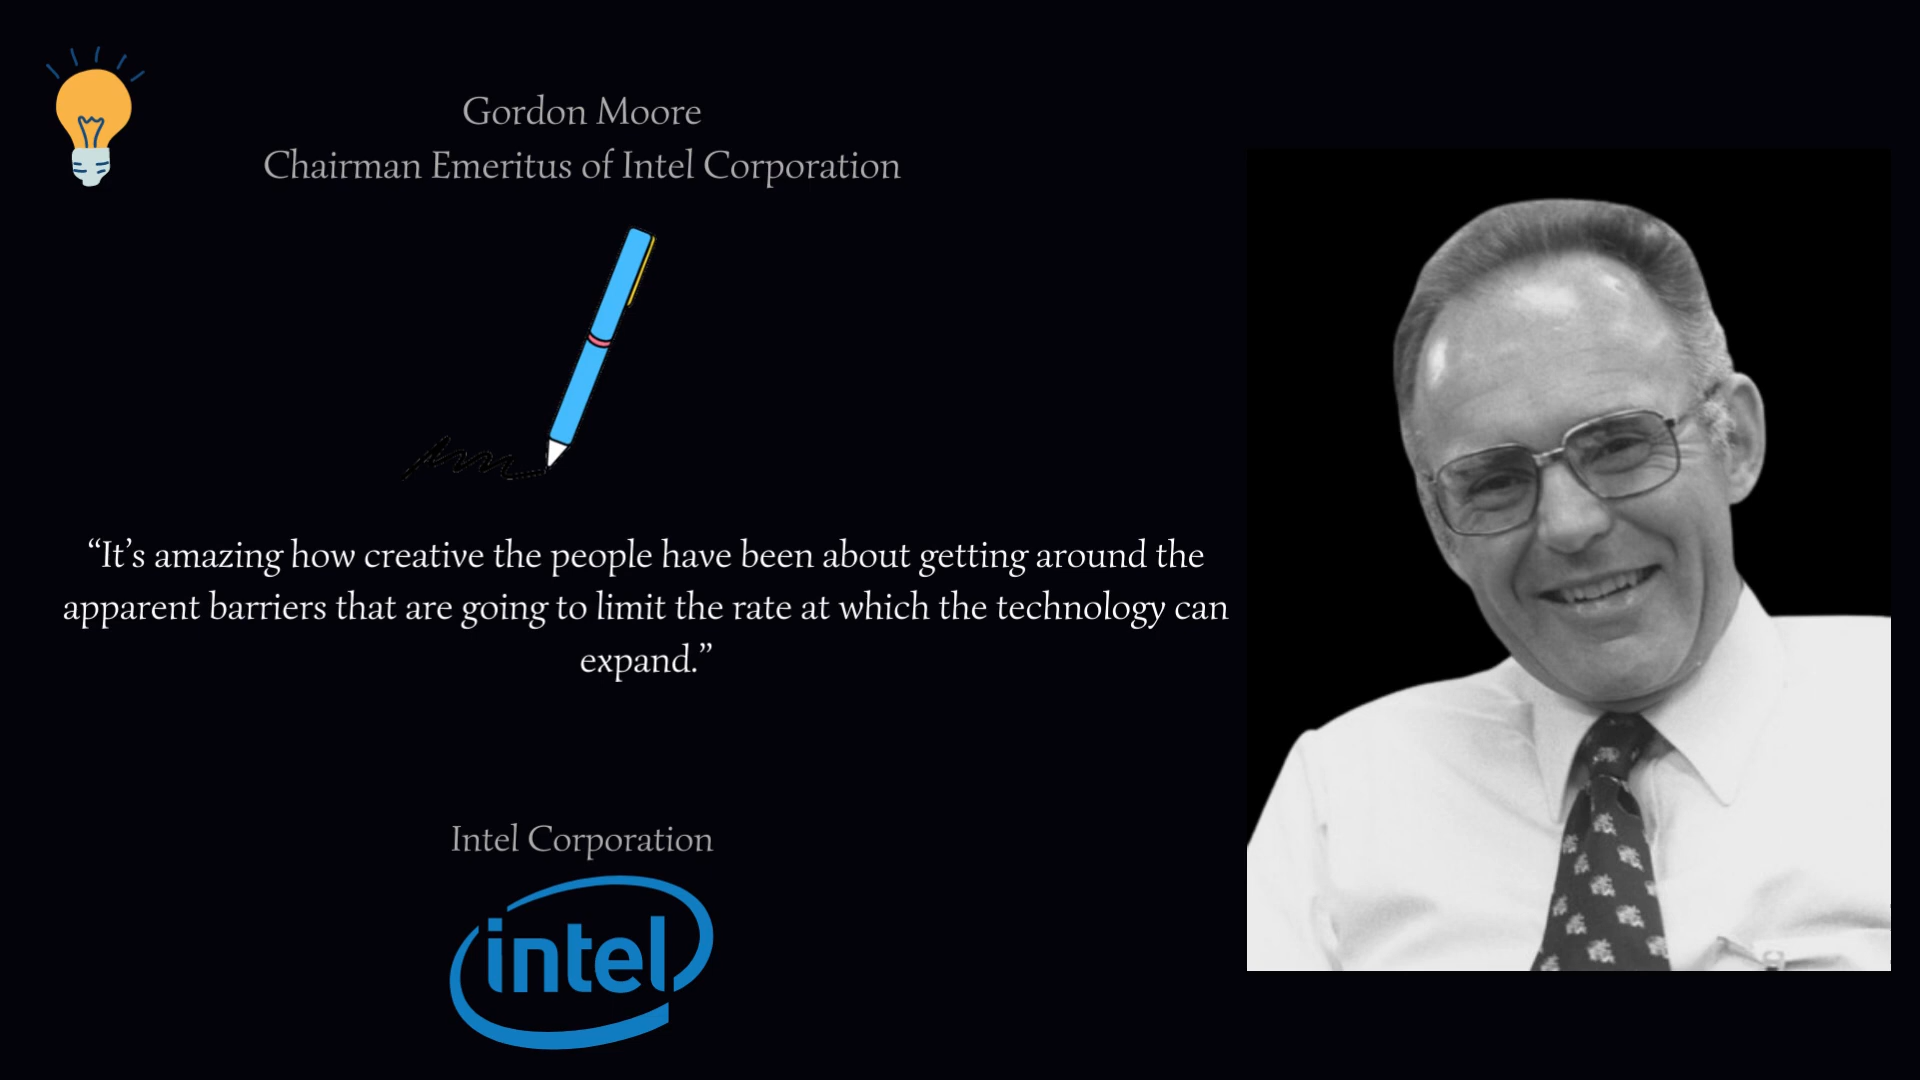 Gordon Moore
Chairman Emeritus of Intel Corporation
“It’s amazing how creative the people have been about getting around the
apparent barriers that are going to limit the rate at which the technology can
expand.”
Intel Corporation
intel